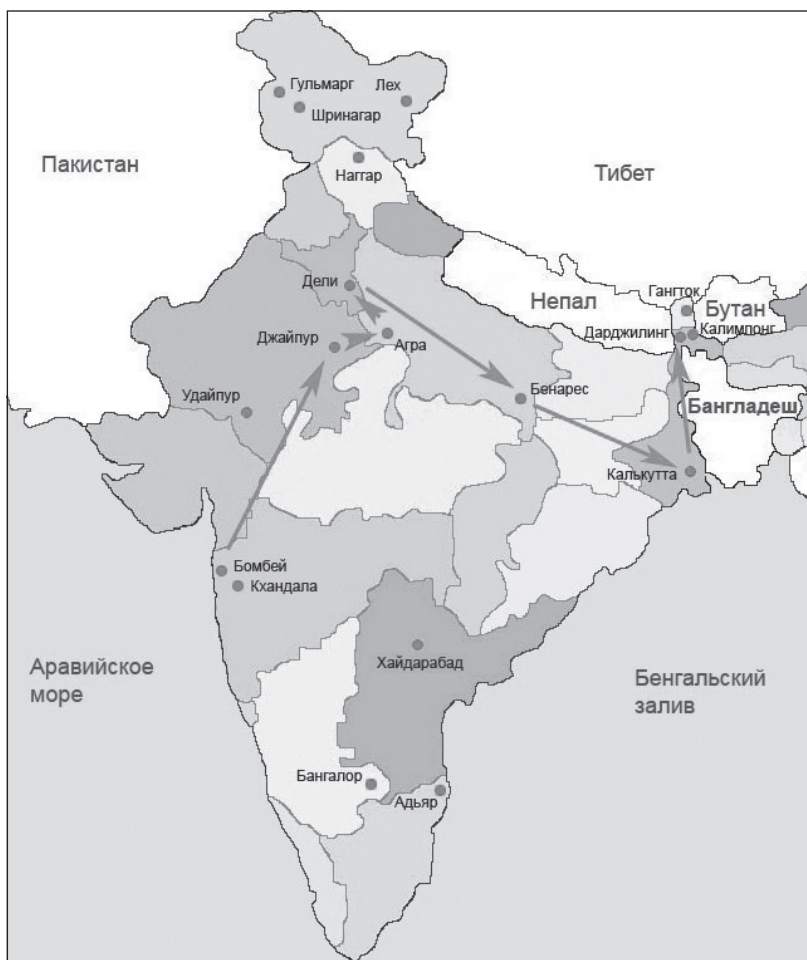 Гульмарг
Лех
Шринагар
Пакистан
Наггар
Тибет
Дели
Непал
Гангток
Бутан
Дарджилинг
Калимпонг
Джайпур
Агра
Удайпур
Бенарес
Бангладеш
Калькутта
Бомбей
Кхандала
Хайдарабад
Аравийское
море
Бенгальский
залив
Бангалор
Адьяр